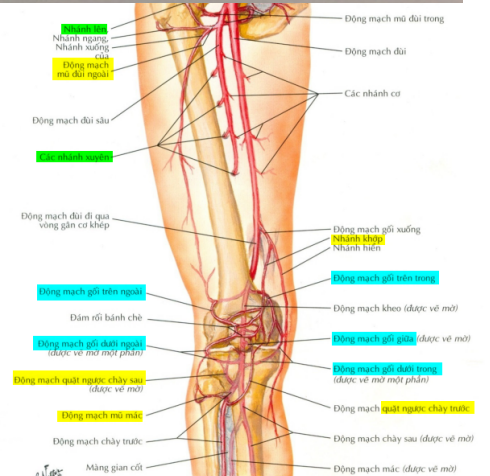 Nhánh lên,
Nhánh ngang,
Nhánh xuống
của
Động mạch
mũ đùi ngoài
Động mạch đùi sâu
Các nhánh xuyên
Động mạch đùi đi qua
vòng gân cơ khép
Động mạch gối trên ngoài
Đám rối bánh chè
Động mạch gối dưới ngoài
(được vẽ mờ một phần)
Động mạch quặt ngược chày sau
(được vẽ mờ)
Động mạch mũ mác
Động mạch chày trước
Màng gian cốt
Động mạch mũ đùi trong
Động mạch đùi
Các nhánh cơ
Động mạch gối xuống
Nhánh khớp
Nhánh hiển
Động mạch gối trên trong
Động mạch kheo (được vẽ mờ)
Động mạch gối giữa (được vẽ mờ)
Động mạch gối dưới trong
(được vẽ mờ một phần)
Động mạch quặt ngược chày trước
Động mạch chày sau (được vẽ mờ)
Động mạch mác (được vẽ mờ)